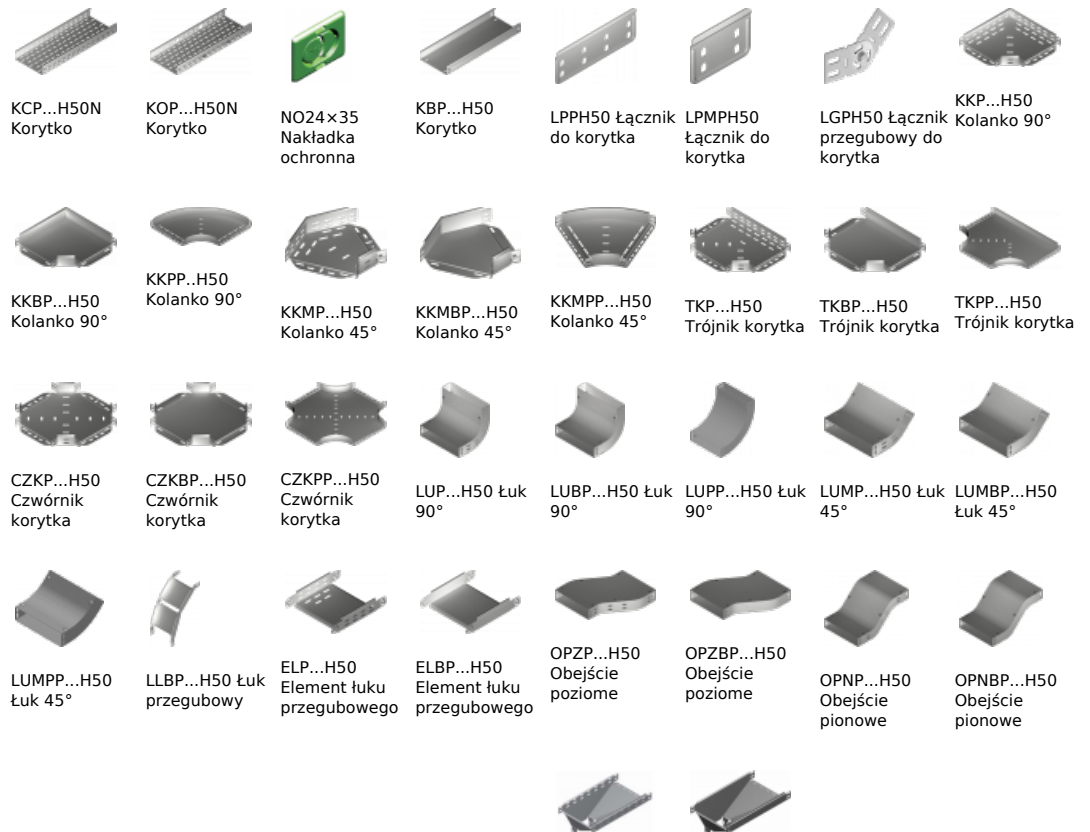 KCP...H50N
Korytko
KOP...H50N
Korytko
NO24×35
Nakładka
ochronna
KBP...H50
Korytko
LPPH50 Łącznik
do korytka
LPMPH50
Łącznik do
korytka
LGPH50 Łącznik
przegubowy do
korytka
KKP...H50
Kolanko 90°
KKBP...H50
Kolanko 90°
KKPP..H50
Kolanko 90°
KKMP...H50
Kolanko 45°
KKMBP...H50
Kolanko 45°
KKMPP...H50
Kolanko 45°
TKP...H50
Trójnik korytka
TKBP...H50
Trójnik korytka
TKPP...H50
Trójnik korytka
CZKP...H50
Czwórnik
korytka
CZKBP...H50
Czwórnik
korytka
CZKPP...H50
Czwórnik
korytka
LUP...H50 Łuk
90°
LUBP...H50 Łuk
90°
LUPP...H50 Łuk
90°
LUMP...H50 Łuk
45°
LUMBP...H50
Łuk 45°
LUMPP...H50
Łuk 45°
LLBP...H50 Łuk
przegubowy
ELP...H50
Element łuku
przegubowego
ELBP...H50
Element łuku
przegubowego
OPZP...H50
Obejście
poziome
OPZBP...H50
Obejście
poziome
OPNP...H50
Obejście
pionowe
OPNBP...H50
Obejście
pionowe